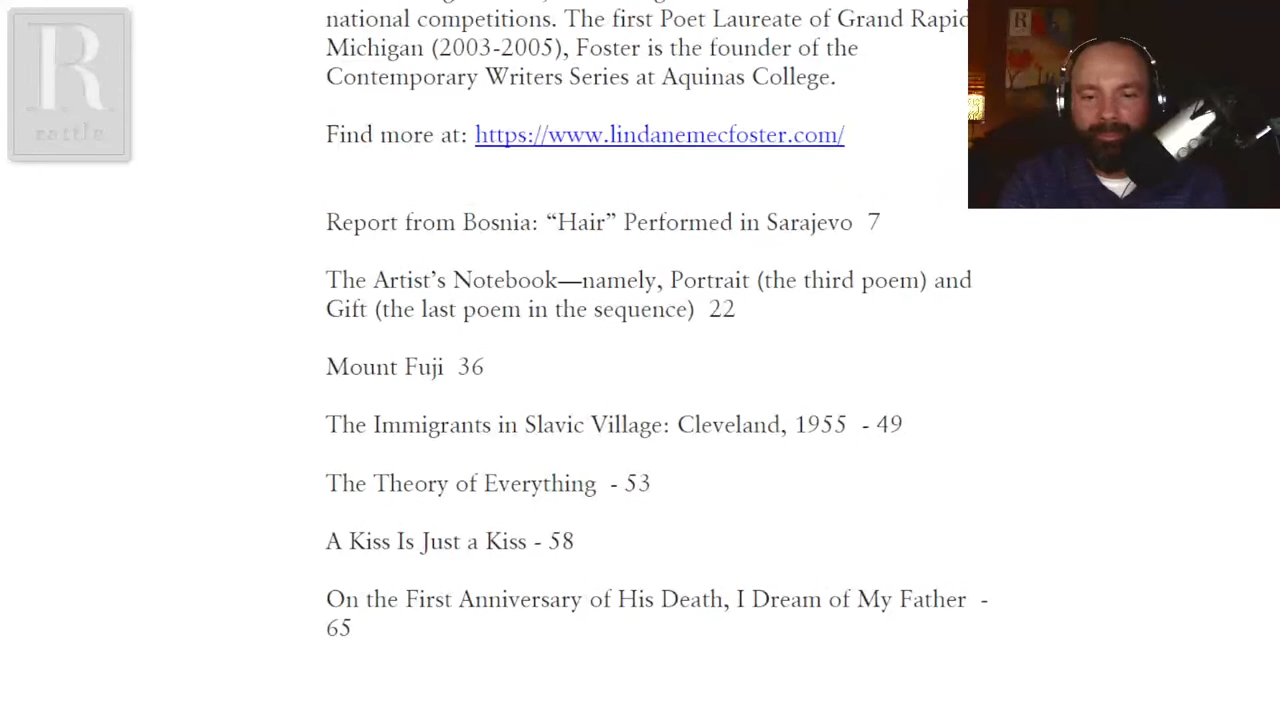 R
rattle
national competitions. The first Poet Laureate of Grand Rapid
Michigan (2003-2005), Foster is the founder of the
Contemporary Writers Series at Aquinas College.
Find more at: https://www.lindanemecfoster.com/
Report from Bosnia: “Hair” Performed in Sarajevo 7
The Artist’s Notebook—namely, Portrait (the third poem) and
Gift (the last poem in the sequence) 22
Mount Fuji 36
The Immigrants in Slavic Village: Cleveland, 1955 - 49
The Theory of Everything - 53
A Kiss Is Just a Kiss - 58
On the First Anniversary of His Death, I Dream of My Father -
65